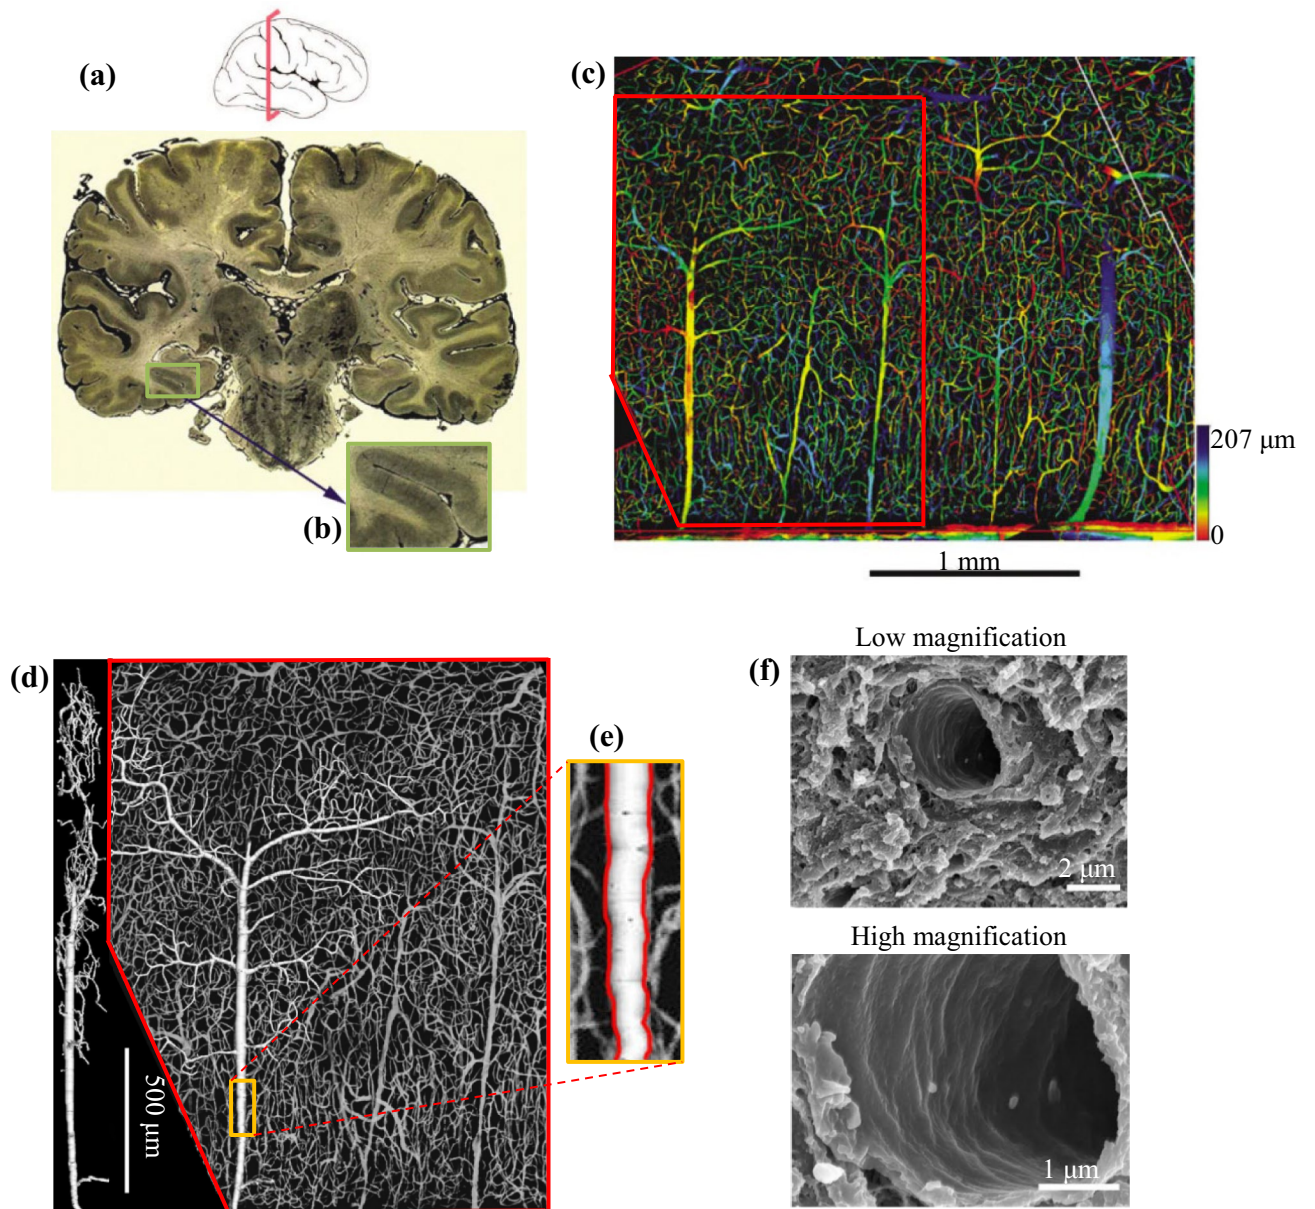 (a)
(b)
(c)
207 μm
0
1 mm
(d)
500 μm
(e)
Low magnification
(f)
2 μm
High magnification
1 μm